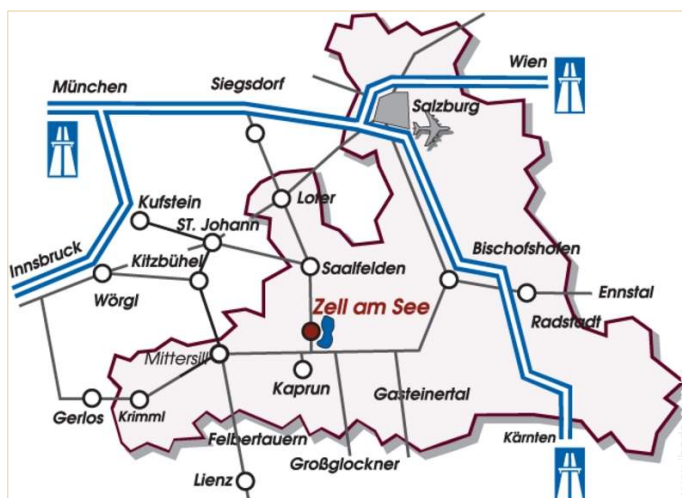 Wien
München
Siegsdorf
Salzburg
Kufstein
Lofer
ST. Johann
Innsbruck
Kitzbühel
Saalfelden
Bischofshofen
Wörgl
Ennstal
Zell am See
Radstadt
Mittersill
Kaprun
Gasteinertal
Gerlos
Krimml
Felbertauern
Großglockner
Kärnten
Lienz